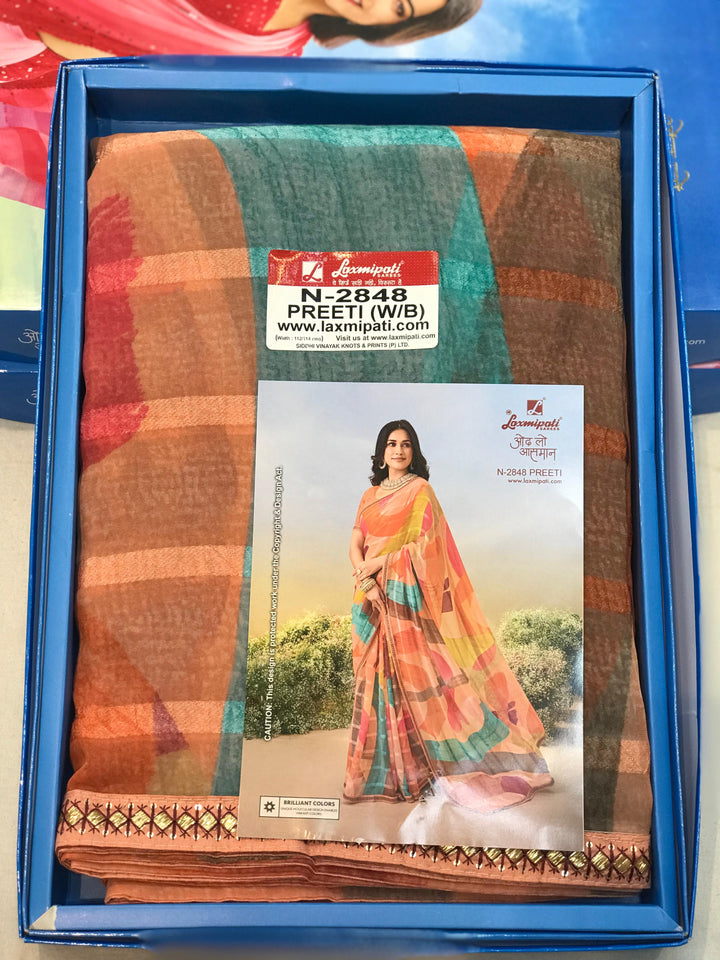 Laxmipati
SAREES
N-2848
PREETI (W/B)
www.laxmipati.com
Visit us at www.laxmipati.com
SIDDHI VINAYAK KNOTS & PRINTS (P) LTD.
Laxmipati
SAREES
ओढ़ लो
आसमान
N-2848 PREETI
www.laxmipati.com
CAUTION: This design is protected work under the Copyright & Design Act
BRILLIANT COLORS